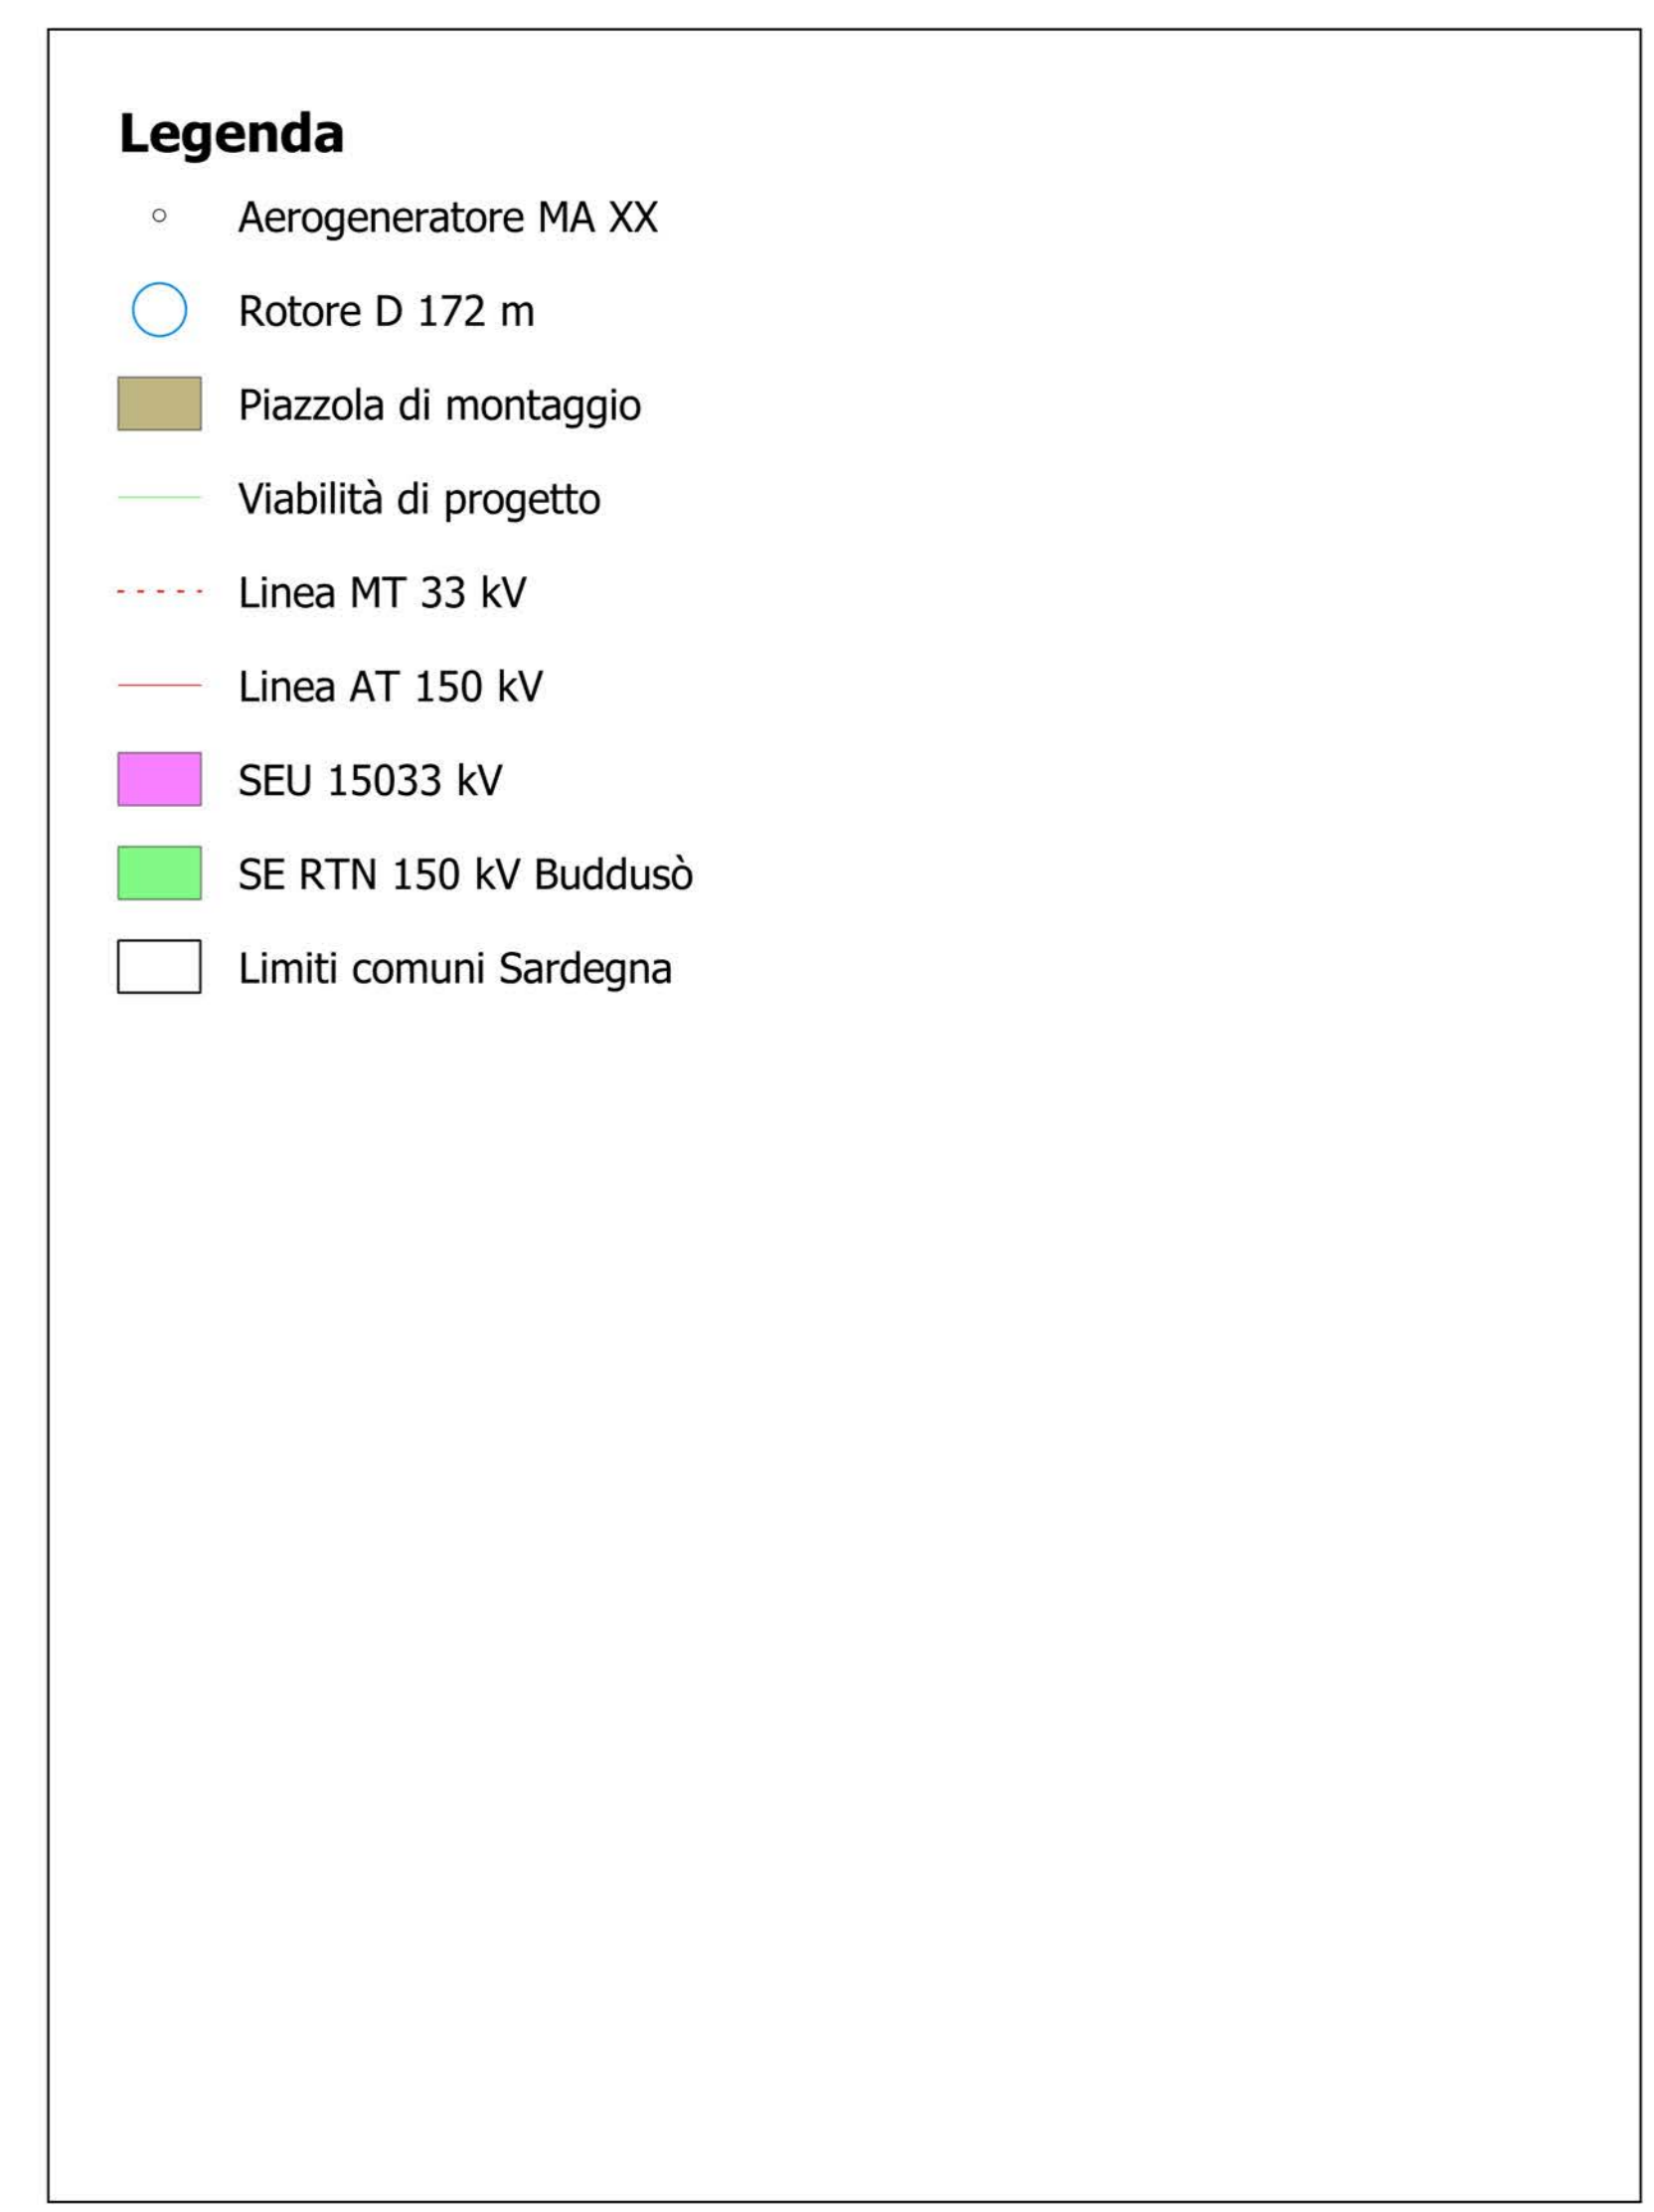 Legenda
Aerogeneratore MA XX
Rotore D 172 m
Piazzola di montaggio
Viabilità di progetto
Linea MT 33 kV
Linea AT 150 kV
SEU 15033 kV
SE RTN 150 kV Buddusò
Limiti comuni Sardegna